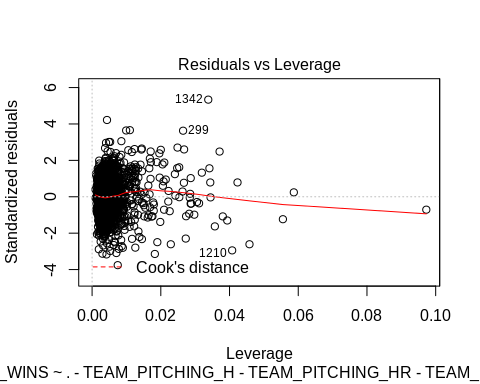 Residuals vs Leverage
Standardized residuals
6
4
2
0
-2
-4
1342
299
1210
Cook's distance
0.00 0.02 0.04 0.06 0.08 0.10
Leverage
_WINS ~ . - TEAM_PITCHING_H - TEAM_PITCHING_HR - TEAM_